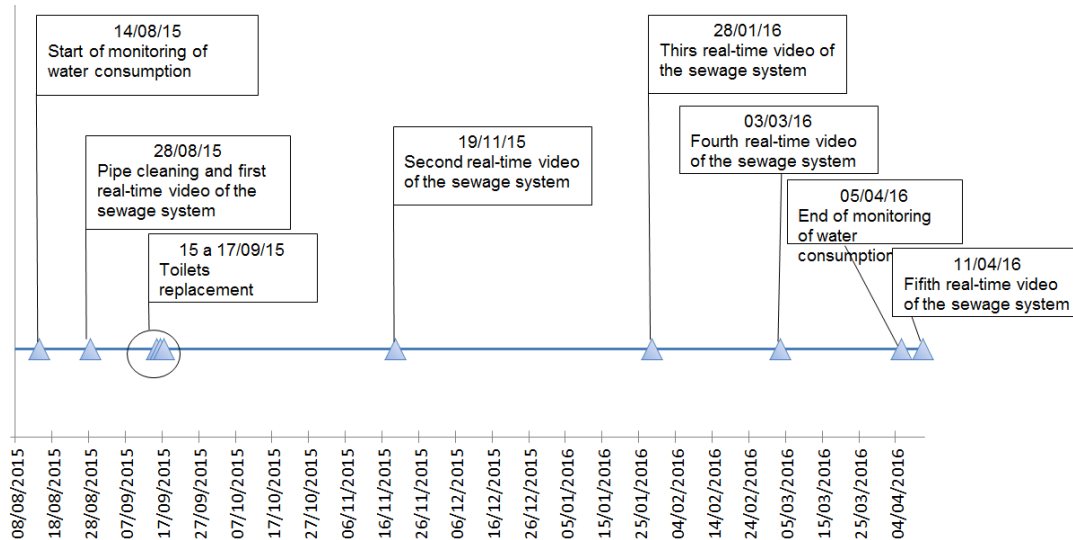 14/08/15
Start of monitoring of
water consumption
28/08/15
Pipe cleaning and first
real-time video of the
sewage system
15 a 17/09/15
Toilets
replacement
19/11/15
Second real-time video
of the sewage system
28/01/16
Thirs real-time video of
the sewage system
03/03/16
Fourth real-time video
of the sewage system
05/04/16
End of monitoring
of water
consumption
11/04/16
Fifith real-time video
of the sewage system
08/08/2015
18/08/2015
28/08/2015
07/09/2015
17/09/2015
27/09/2015
07/10/2015
17/10/2015
27/10/2015
06/11/2015
16/11/2015
26/11/2015
06/12/2015
16/12/2015
26/12/2015
05/01/2016
15/01/2016
25/01/2016
04/02/2016
14/02/2016
24/02/2016
05/03/2016
15/03/2016
25/03/2016
04/04/2016